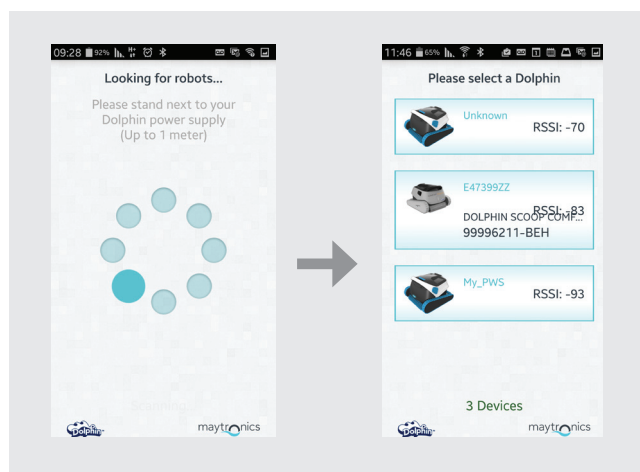 09:28 92%
Looking for robots...
Please stand next to your
Dolphin power supply
(Up to 1 meter)
Dolphin
maytronics
11:46 65%
Please select a Dolphin
Unknown
RSSI: -70
E47399ZZ
RSSI: -83
DOLPHIN SCOOP COMF...
99996211-BEH
My_PWS
RSSI: -93
3 Devices
Dolphin
maytronics